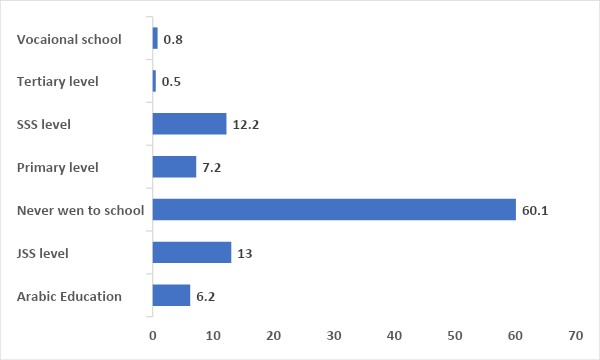 Vocaional school 0.8
Tertiary level 0.5
SSS level 12.2
Primary level 7.2
Never wen to school 60.1
JSS level 13
Arabic Education 6.2
0 10 20 30 40 50 60 70